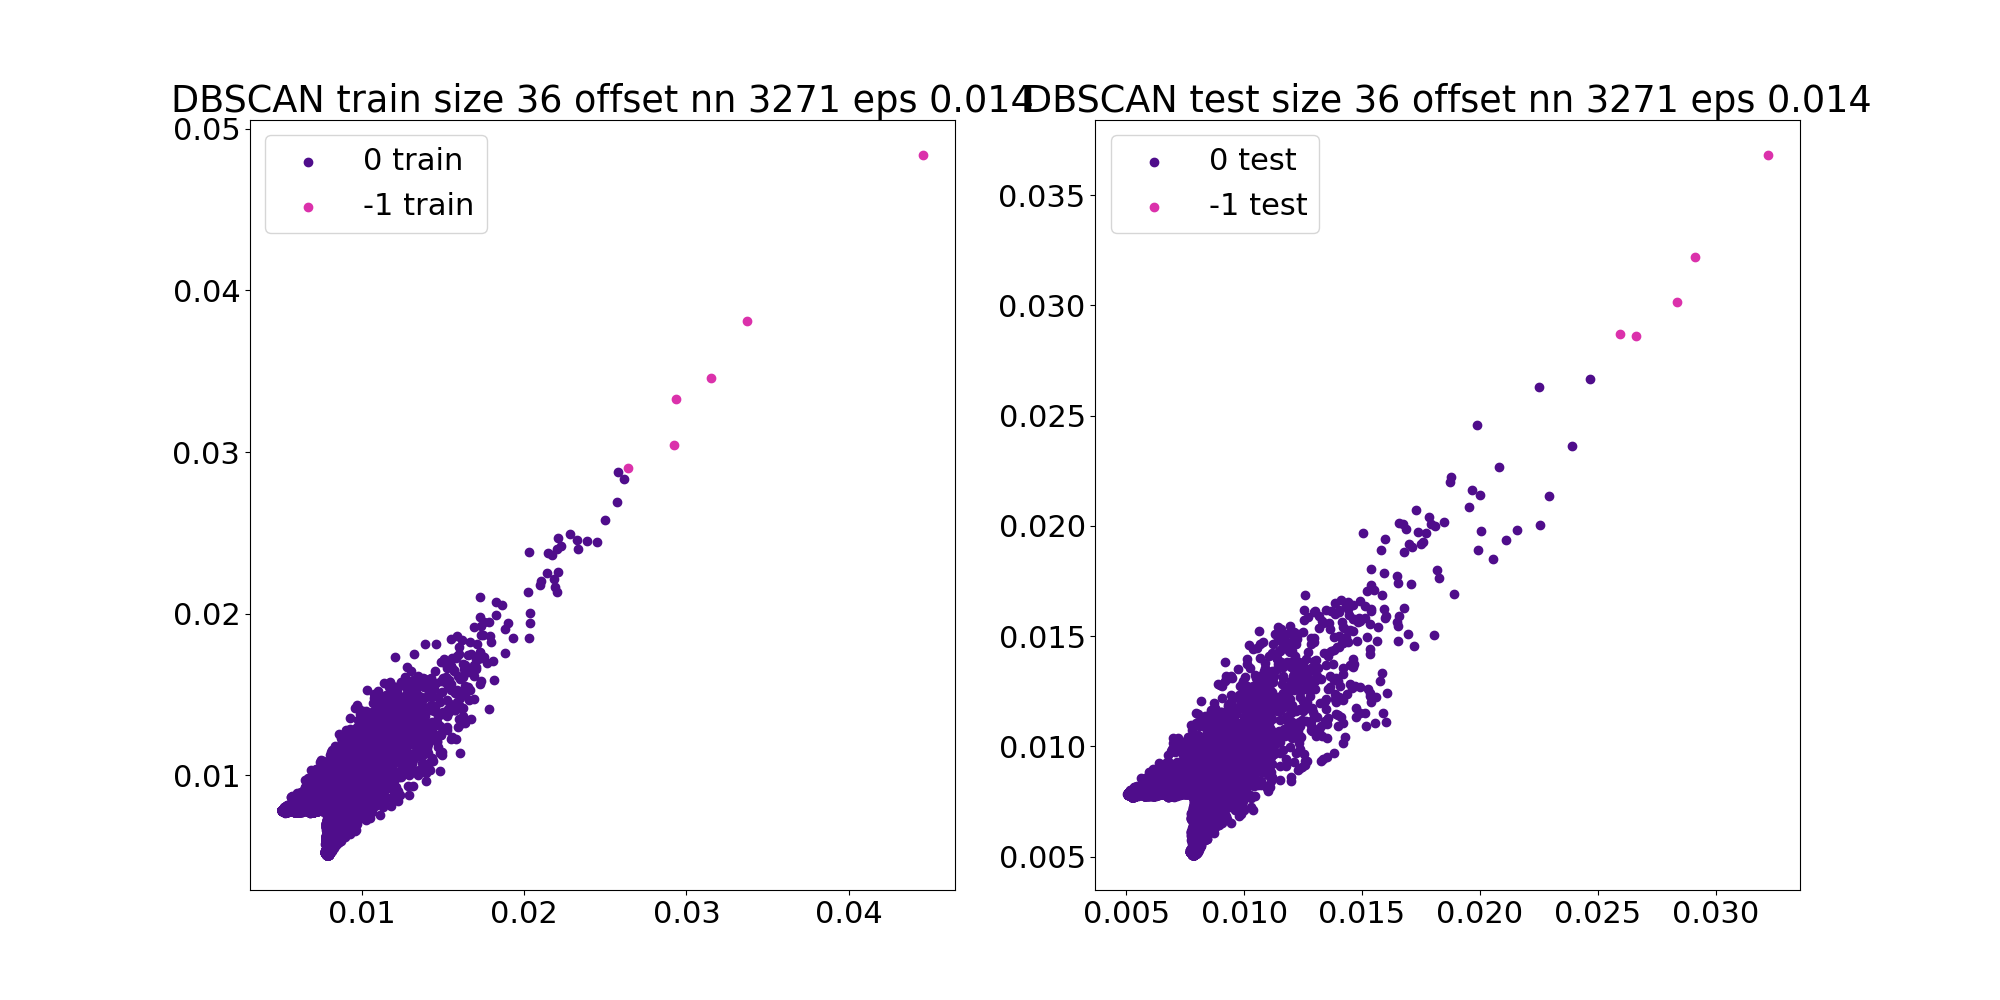 DBSCAN train size 36 offset nn 3271 eps 0.014
DBSCAN test size 36 offset nn 3271 eps 0.014
0.05
0.04
0.03
0.02
0.01
0 train
-1 train
0.01 0.02 0.03 0.04
0.035
0.030
0.025
0.020
0.015
0.010
0.005
0 test
-1 test
0.005 0.010 0.015 0.020 0.025 0.030